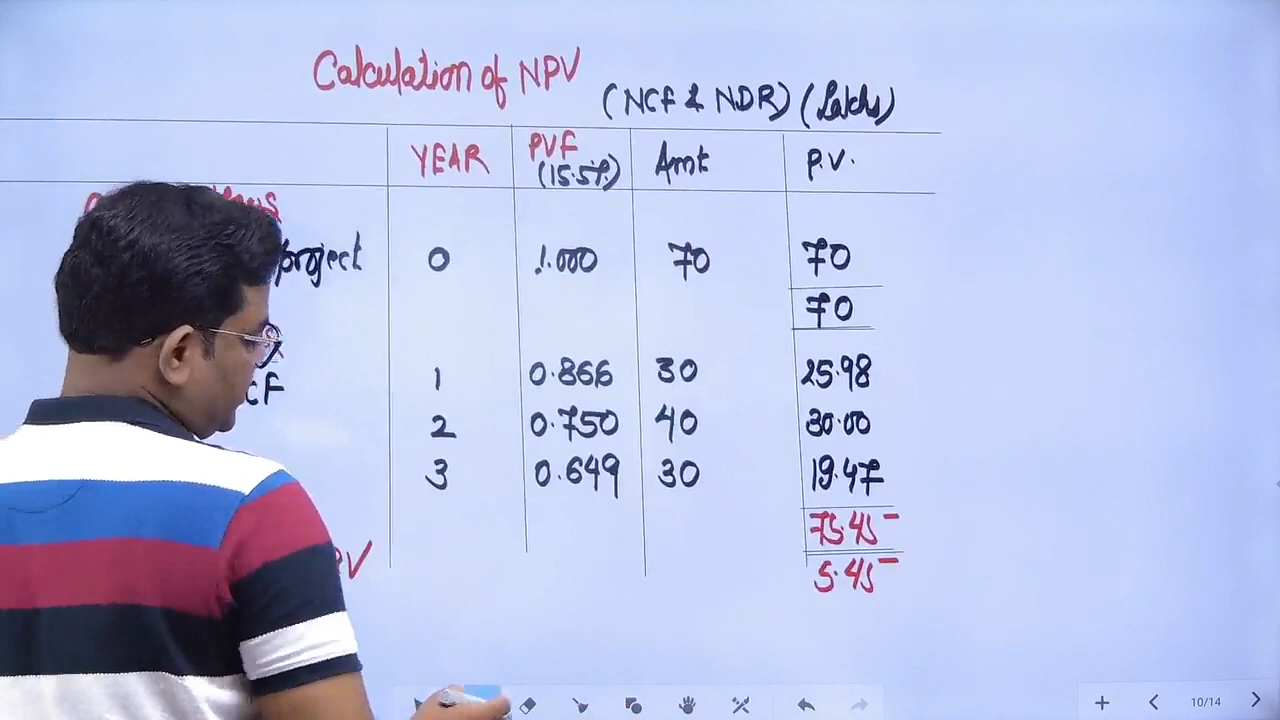 Calculation of NPV
(NCF & NDR) (Lakhs)
YEAR PVF (15.5%) Amt P.V.
project 0 1.000 70 70
70
CF 1 0.866 30 25.98
2 0.750 40 30.00
3 0.649 30 19.47
75.45
PV 5.45
10/14